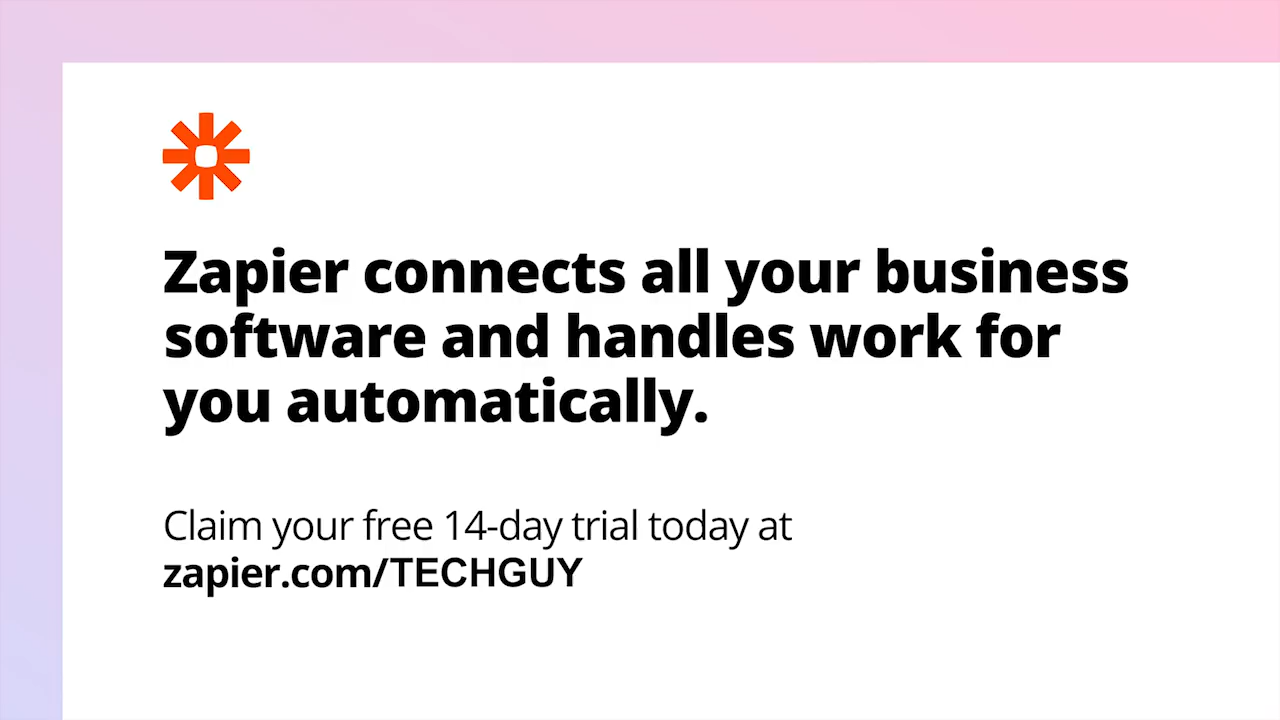 Zapier connects all your business
software and handles work for
you automatically.
Claim your free 14-day trial today at
zapier.com/TECHGUY